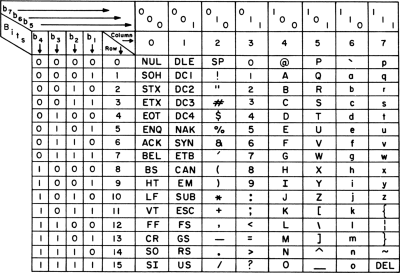 b7 b6 b5 0 0 0 0 0 1 0 1 0 0 1 1 1 0 0 1 0 1 1 1 0 1 1 1
Bits b4 b3 b2 b1 Column 0 1 2 3 4 5 6 7
Row
0 0 0 0 0 NUL DLE SP 0 @ P ` p
0 0 0 1 1 SOH DC1 ! 1 A Q a q
0 0 1 0 2 STX DC2 " 2 B R b r
0 0 1 1 3 ETX DC3 # 3 C S c s
0 1 0 0 4 EOT DC4 $ 4 D T d t
0 1 0 1 5 ENQ NAK % 5 E U e u
0 1 1 0 6 ACK SYN & 6 F V f v
0 1 1 1 7 BEL ETB ' 7 G W g w
1 0 0 0 8 BS CAN ( 8 H X h x
1 0 0 1 9 HT EM ) 9 I Y i y
1 0 1 0 10 LF SUB * : J Z j z
1 0 1 1 11 VT ESC + ; K [ k {
1 1 0 0 12 FF FS , < L \ l |
1 1 0 1 13 CR GS – = M ] m }
1 1 1 0 14 SO RS . > N ^ n ~
1 1 1 1 15 SI US / ? O _ o DEL